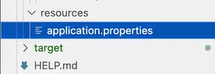 resources
application.properties
target
HELP.md